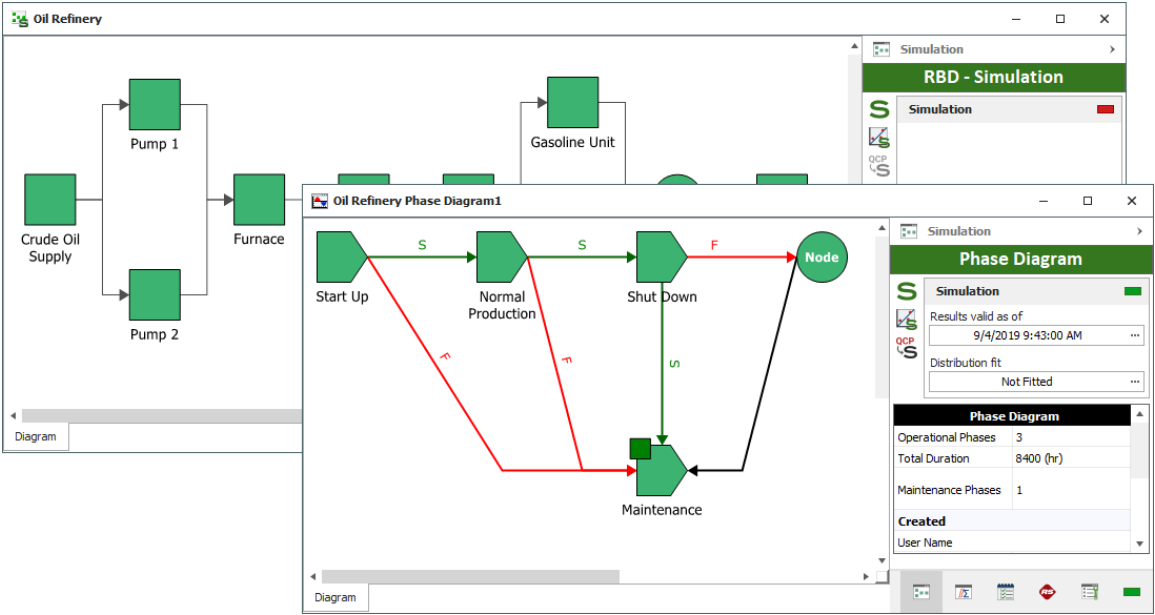 Oil Refinery
Simulation
RBD - Simulation
Simulation
QCP
S
Pump 1
Gasoline Unit
Crude Oil
Supply
Furnace
Pump 2
Diagram
Oil Refinery Phase Diagram1
Simulation
Phase Diagram
S
S
F
Node
Start Up
Normal
Production
Shut Down
F
F
S
Maintenance
Simulation
Results valid as of
9/4/2019 9:43:00 AM
...
QCP
S
Distribution fit
Not Fitted
...
Phase Diagram
Operational Phases 3
Total Duration 8400 (hr)
Maintenance Phases 1
Created
User Name
Diagram
RS